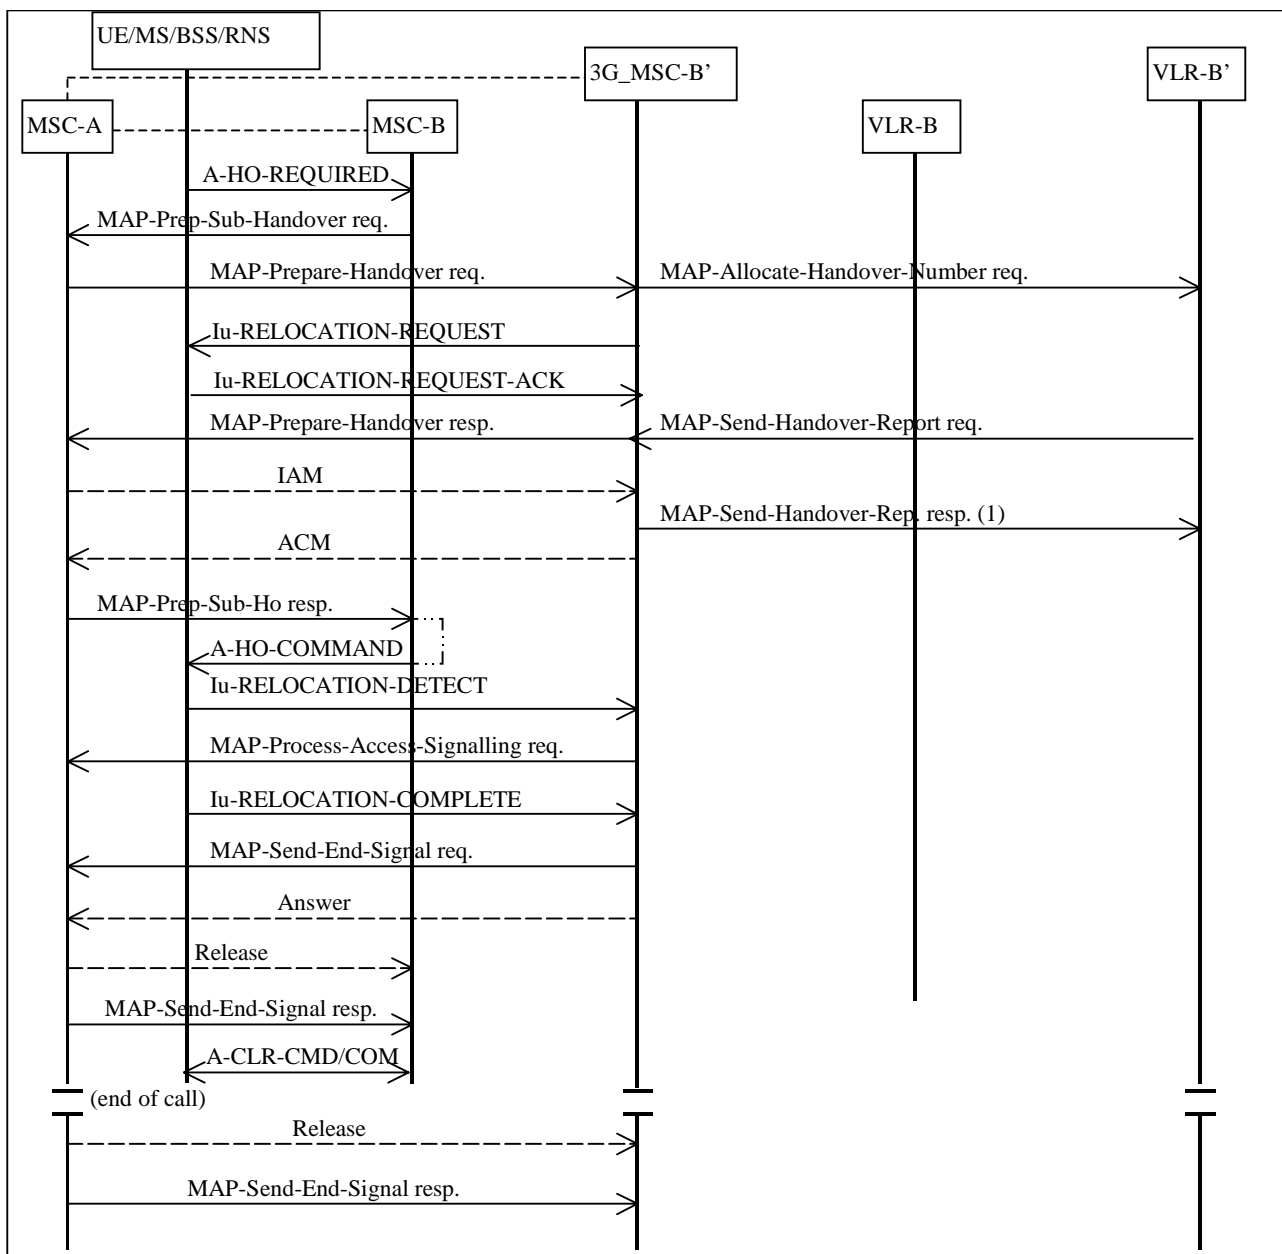 UE/MS/BSS/RNS
3G_MSC-B’
VLR-B’
MSC-A
MSC-B
VLR-B
A-HO-REQUIRED
MAP-Prep-Sub-Handover req.
MAP-Prepare-Handover req.
MAP-Allocate-Handover-Number req.
Iu-RELOCATION-REQUEST
Iu-RELOCATION-REQUEST-ACK
MAP-Prepare-Handover resp.
MAP-Send-Handover-Report req.
IAM
MAP-Send-Handover-Rep. resp. (1)
ACM
MAP-Prep-Sub-Ho resp.
A-HO-COMMAND
Iu-RELOCATION-DETECT
MAP-Process-Access-Signalling req.
Iu-RELOCATION-COMPLETE
MAP-Send-End-Signal req.
Answer
Release
MAP-Send-End-Signal resp.
A-CLR-CMD/COM
(end of call)
Release
MAP-Send-End-Signal resp.